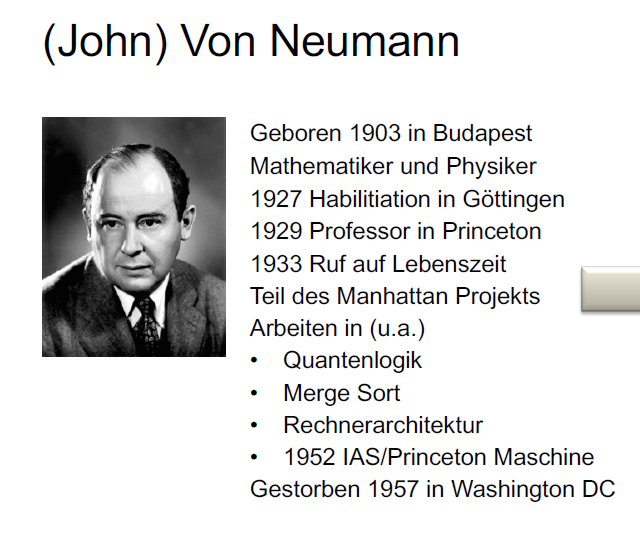 (John) Von Neumann
Geboren 1903 in Budapest
Mathematiker und Physiker
1927 Habilitiation in Göttingen
1929 Professor in Princeton
1933 Ruf auf Lebenszeit
Teil des Manhattan Projekts
Arbeiten in (u.a.)
• Quantenlogik
• Merge Sort
• Rechnerarchitektur
• 1952 IAS/Princeton Maschine
Gestorben 1957 in Washington DC